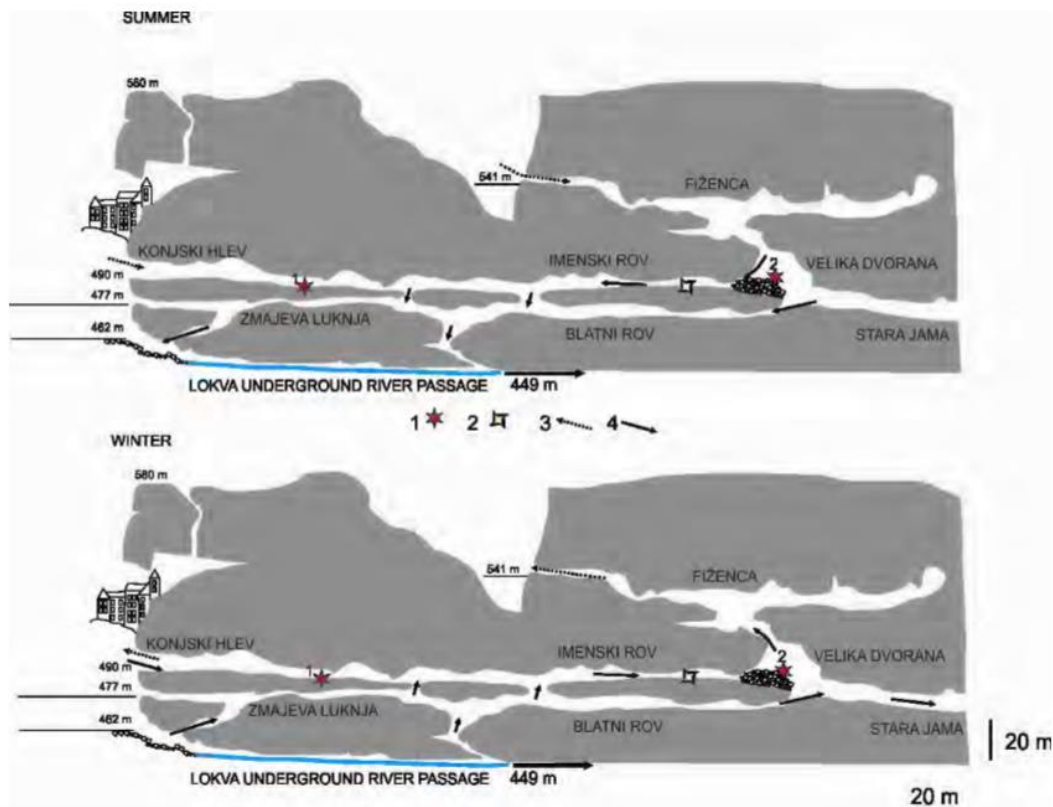 SUMMER
560 m
541 m
FIŽENCA
KONJSKI HLEV
IMENSKI ROV
VELIKA DVORANA
490 m
1
2
477 m
ZMAJEVA LUKNJA
BLATNI ROV
STARA JAMA
462 m
LOKVA UNDERGROUND RIVER PASSAGE 449 m
1 2 3 4
WINTER
580 m
541 m
FIŽENCA
KONJSKI HLEV
IMENSKI ROV
VELIKA DVORANA
490 m
1
2
477 m
ZMAJEVA LUKNJA
BLATNI ROV
STARA JAMA
462 m
20 m
LOKVA UNDERGROUND RIVER PASSAGE 449 m
20 m